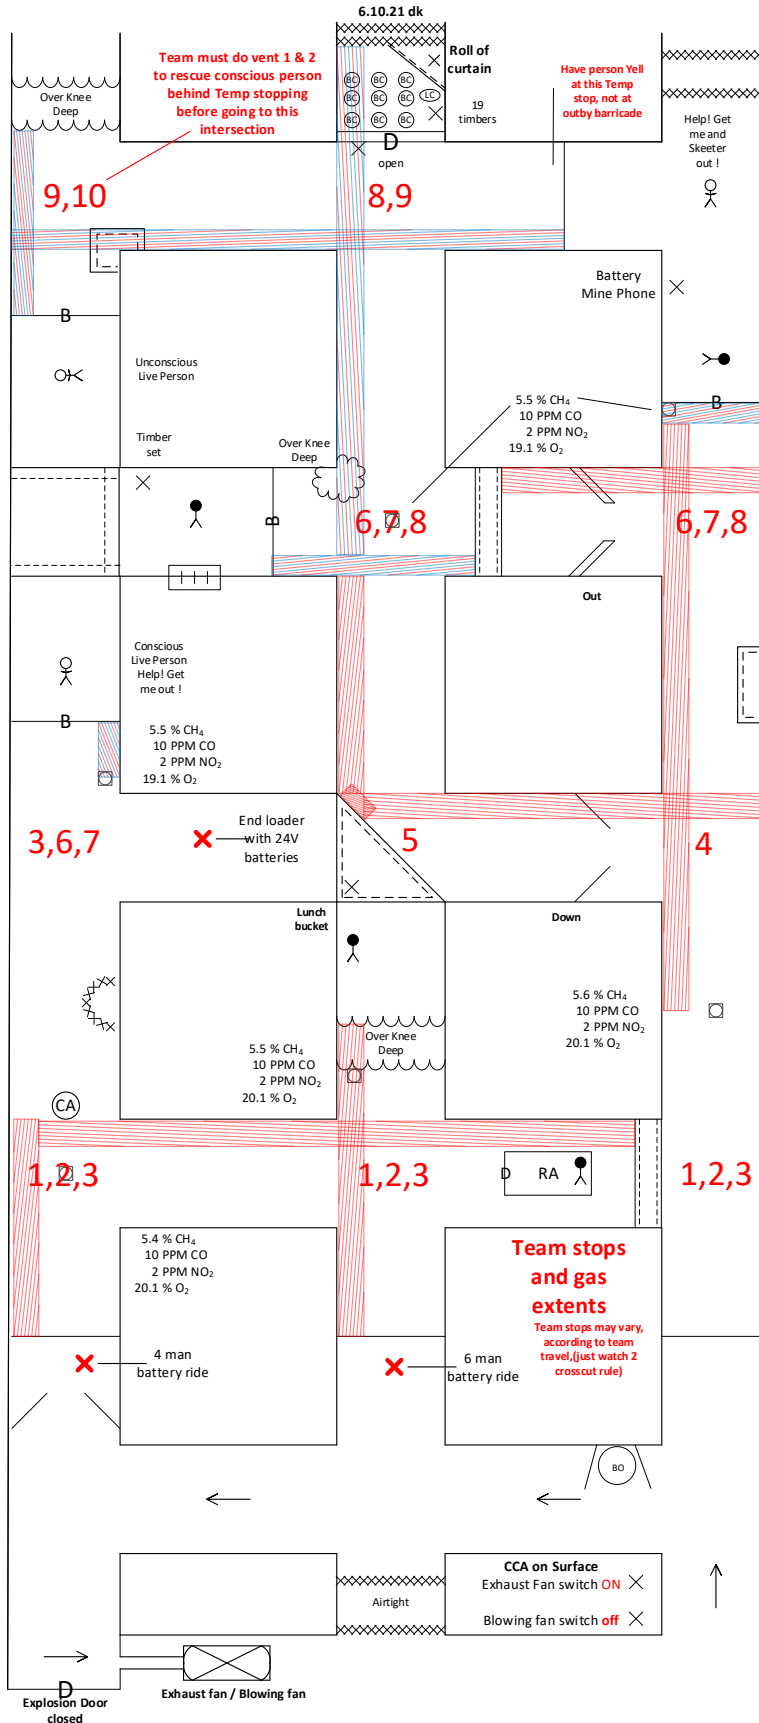 6.10.21 dk
Team must do vent 1 & 2
to rescue conscious person
behind Temp stopping
before going to this
intersection
Over Knee
Deep
BC BC BC
BC BC BC LC
BC BC BC
Roll of
curtain
19
timbers
Have person Yell
at this Temp
stop, not at
outby barricade
Help! Get
me and
Skeeter
out !
D
open
9,10
8,9
B
Battery
Mine Phone
Unconscious
Live Person
Timber
set
Over Knee
Deep
5.5 % CH₄
10 PPM CO
2 PPM NO₂
19.1 % O₂
B
B
6,7,8
6,7,8
Out
Conscious
Live Person
Help! Get
me out !
B
5.5 % CH₄
10 PPM CO
2 PPM NO₂
19.1 % O₂
3,6,7
End loader
with 24V
batteries
5
4
Lunch
bucket
Down
5.6 % CH₄
10 PPM CO
2 PPM NO₂
20.1 % O₂
Over Knee
Deep
5.5 % CH₄
10 PPM CO
2 PPM NO₂
20.1 % O₂
CA
1,2,3
1,2,3
D RA
1,2,3
5.4 % CH₄
10 PPM CO
2 PPM NO₂
20.1 % O₂
Team stops
and gas
extents
Team stops may vary,
according to team
travel,(just watch 2
crosscut rule)
4 man
battery ride
6 man
battery ride
BO
CCA on Surface
Exhaust Fan switch ON
Blowing fan switch off
Airtight
D
Explosion Door
closed
Exhaust fan / Blowing fan